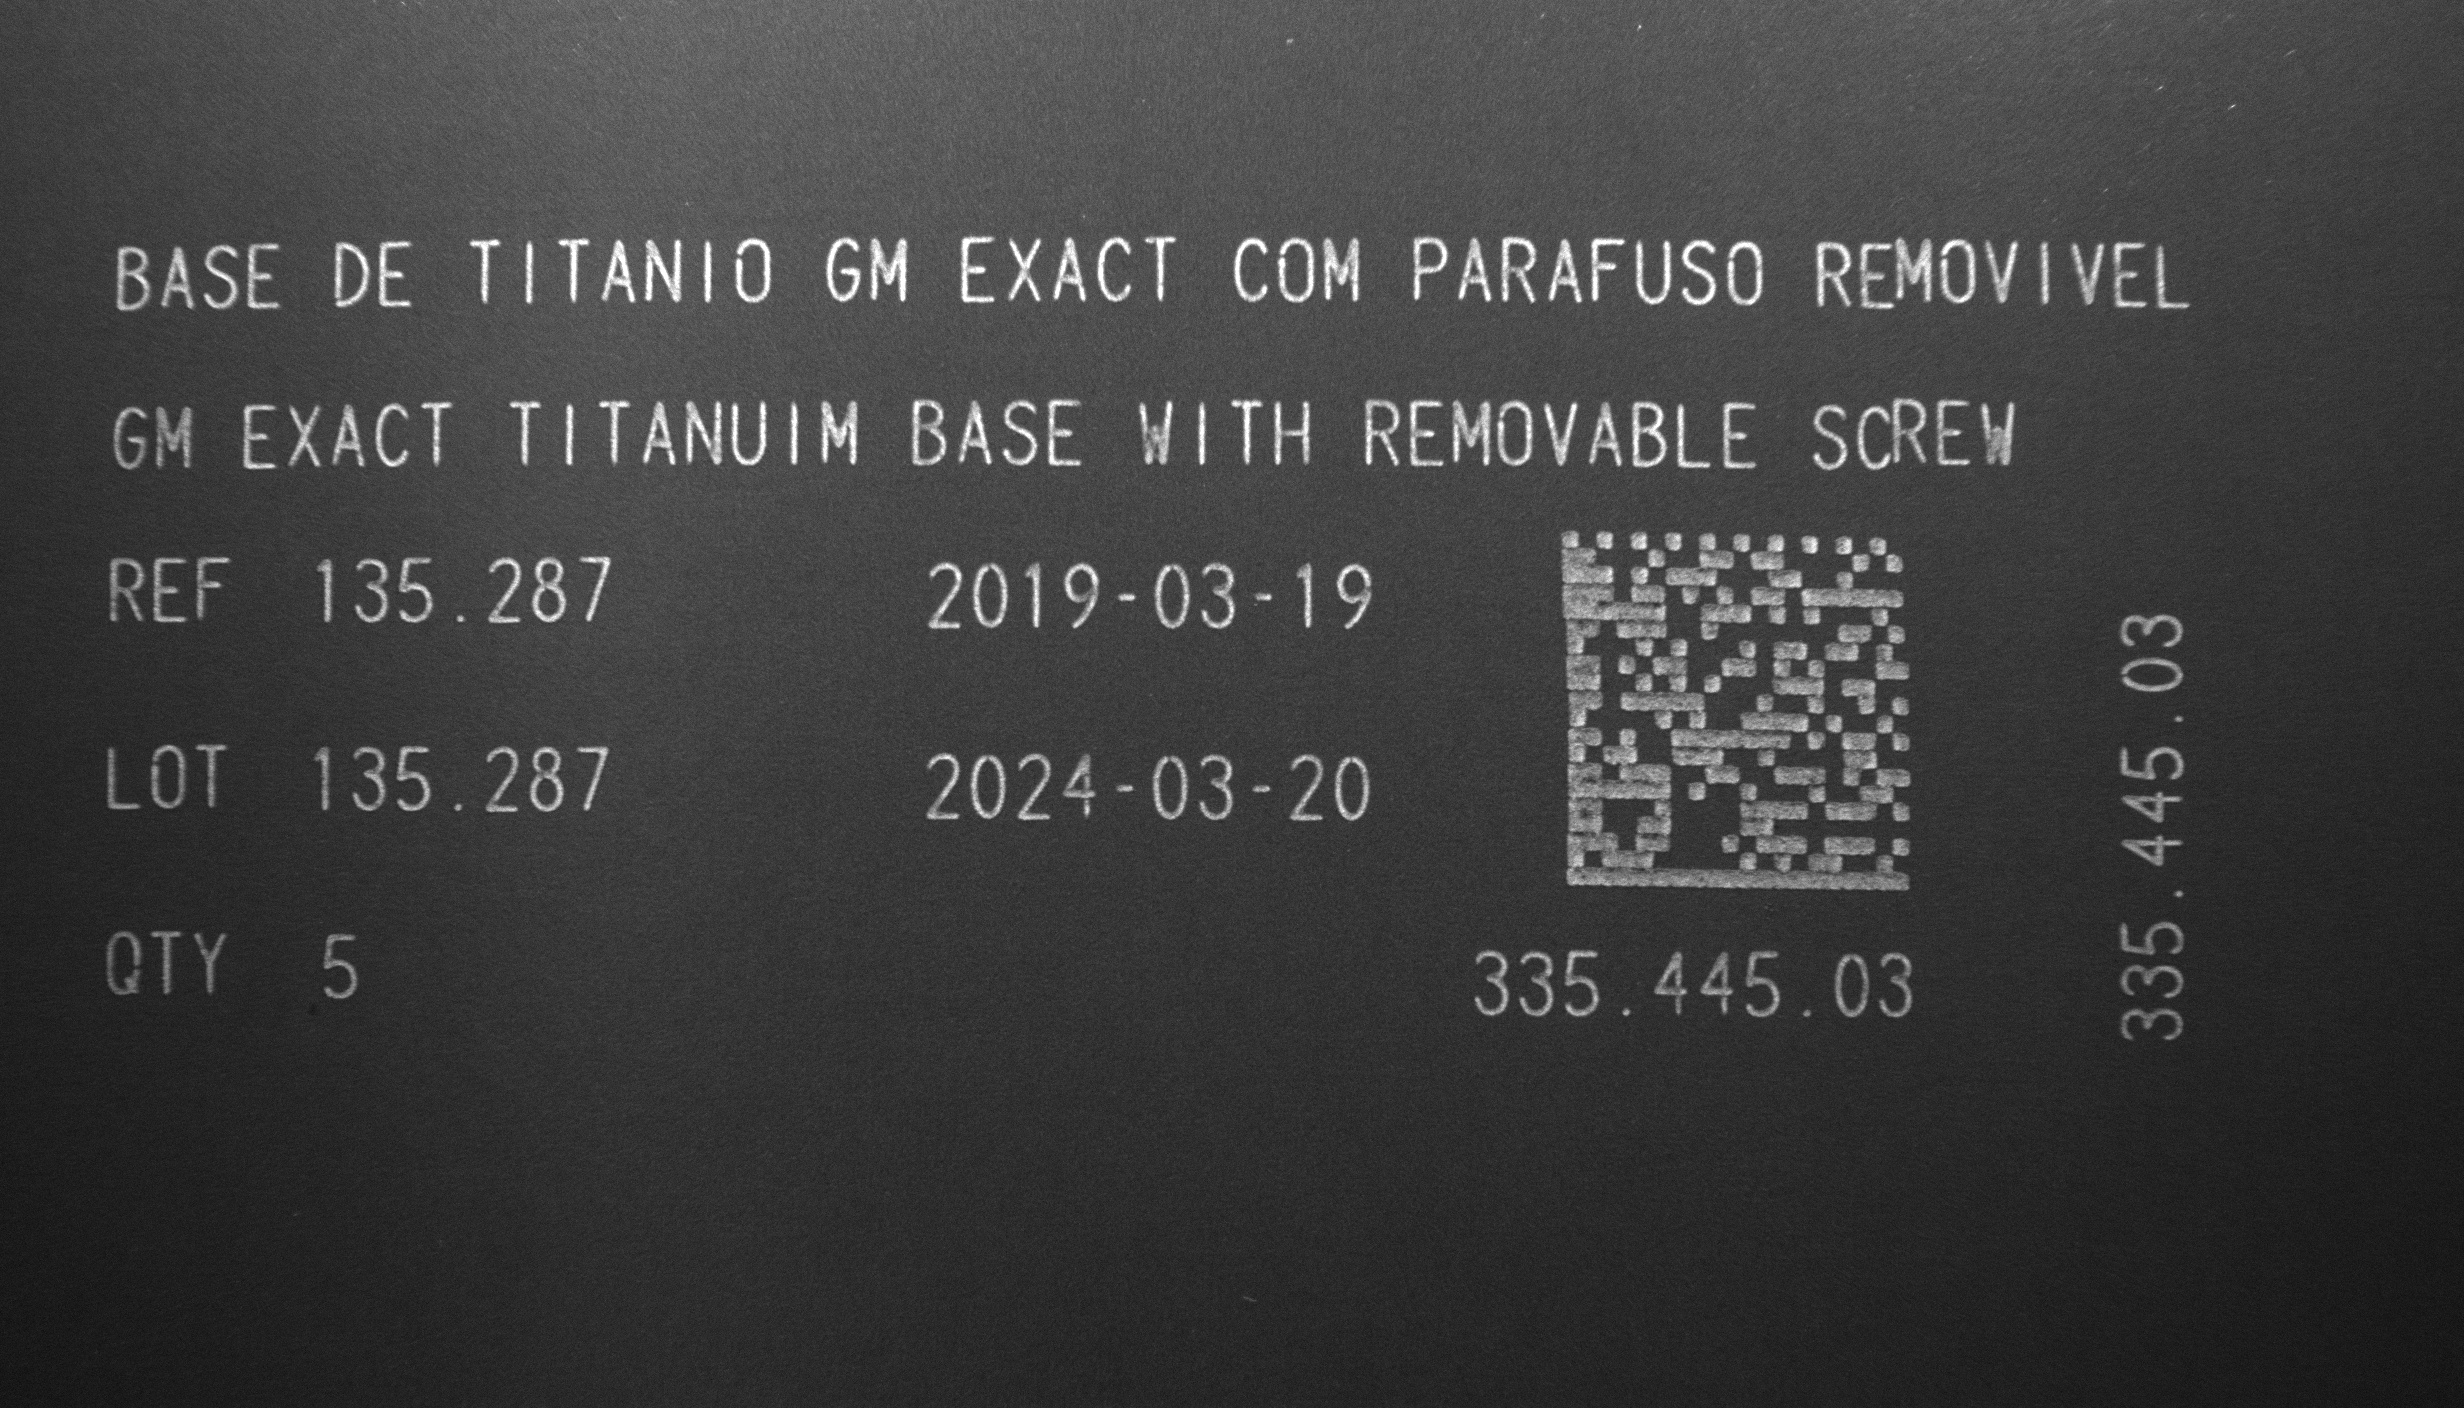 BASE DE TITANIO GM EXACT COM PARAFUSO REMOVIVEL
GM EXACT TITANUIM BASE WITH REMOVABLE SCREW
REF 135.287 2019-03-19
LOT 135.287 2024-03-20
QTY 5
335.445.03
335.445.03